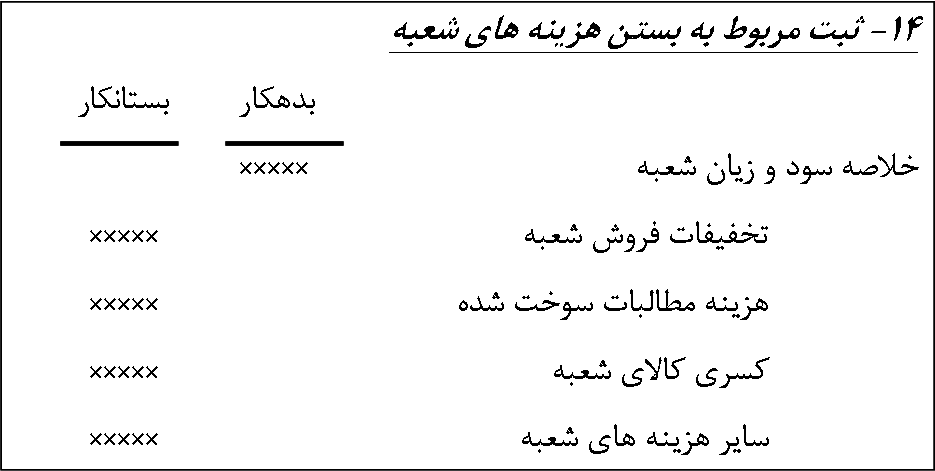 ۱۴- ثبت مربوط به بستن هزینه های شعبه
بدهکار بستانکار
خلاصه سود و زیان شعبه ×××××
تخفیفات فروش شعبه ×××××
هزینه مطالبات سوخت شده ×××××
کسری کالای شعبه ×××××
سایر هزینه های شعبه ×××××